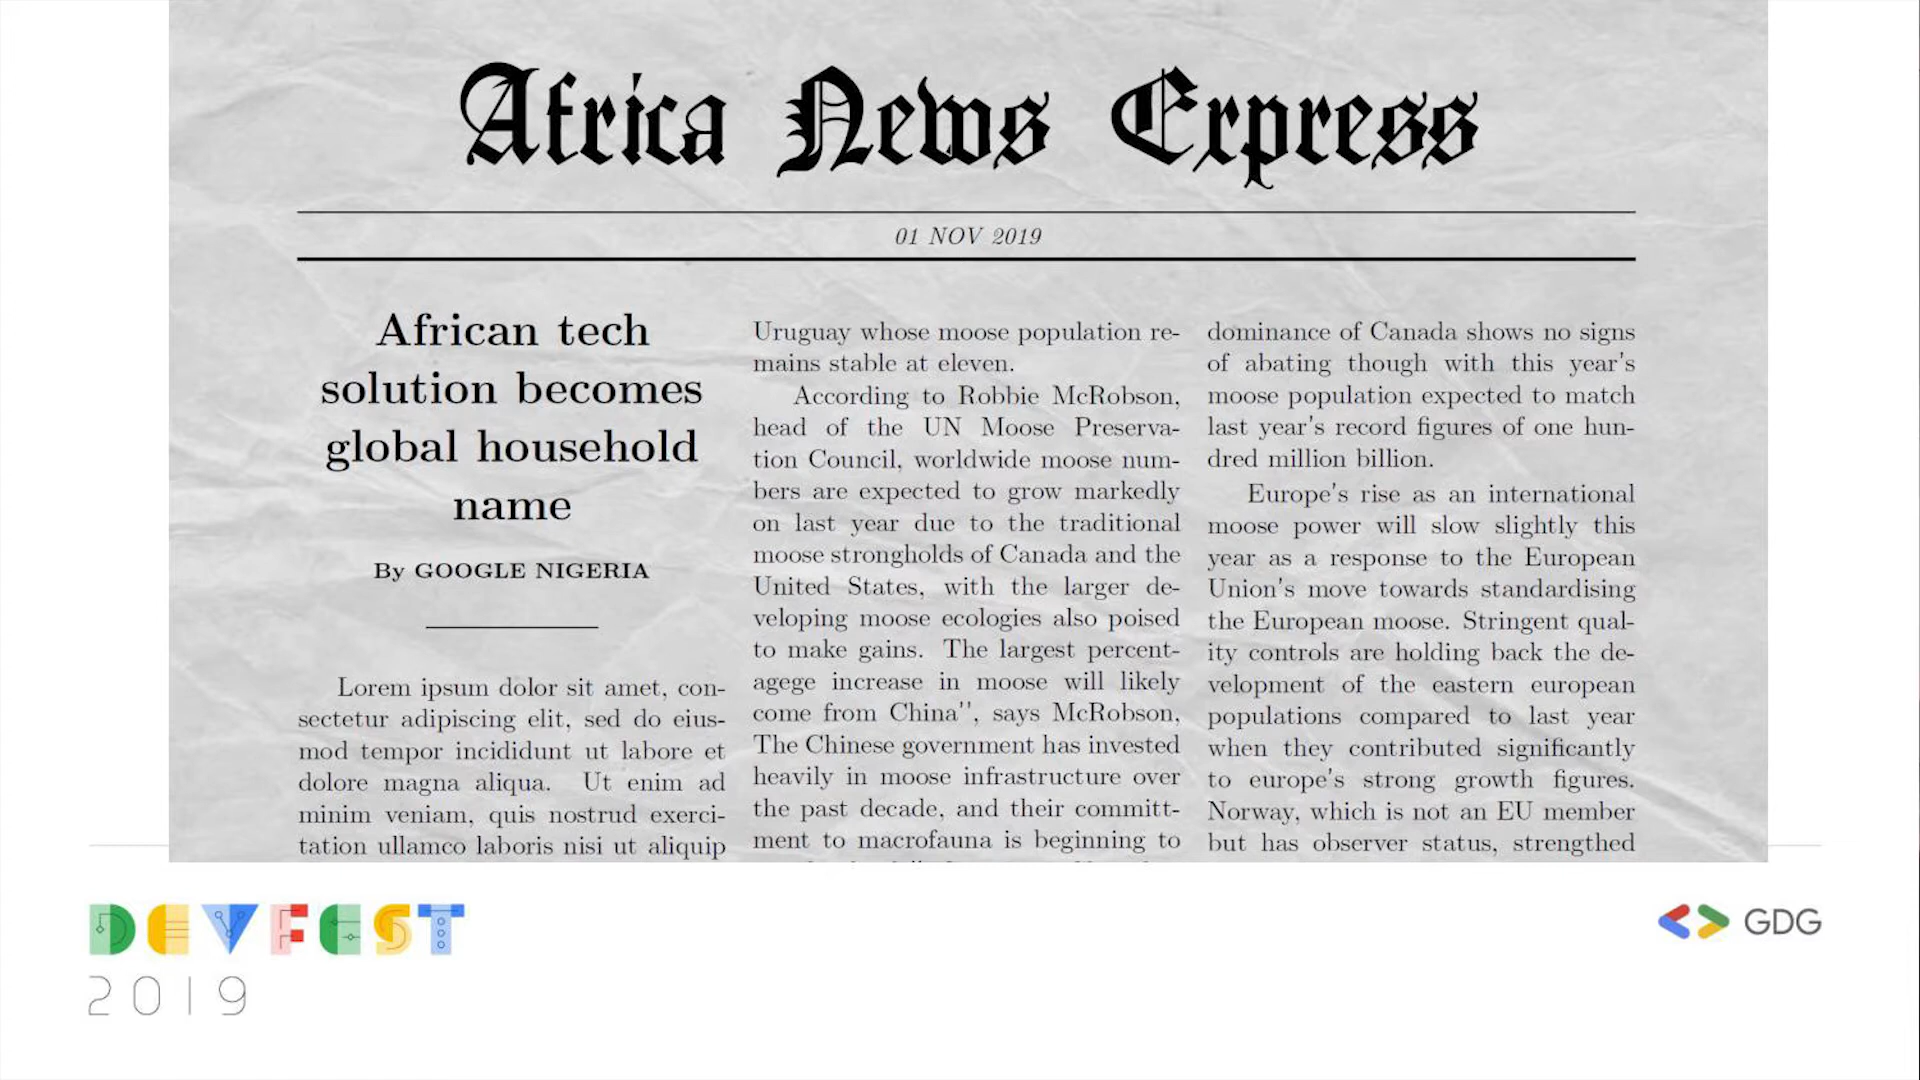 Africa News Express
01 NOV 2019
African tech
solution becomes
global household
name
By GOOGLE NIGERIA
Lorem ipsum dolor sit amet, con-
sectetur adipiscing elit, sed do eius-
mod tempor incididunt ut labore et
dolore magna aliqua. Ut enim ad
minim veniam, quis nostrud exerci-
tation ullamco laboris nisi ut aliquip
Uruguay whose moose population re-
mains stable at eleven.
According to Robbie McRobson,
head of the UN Moose Preserva-
tion Council, worldwide moose num-
bers are expected to grow markedly
on last year due to the traditional
moose strongholds of Canada and the
United States, with the larger de-
veloping moose ecologies also poised
to make gains. The largest percent-
agege increase in moose will likely
come from China'', says McRobson,
The Chinese government has invested
heavily in moose infrastructure over
the past decade, and their committ-
ment to macrofauna is beginning to
dominance of Canada shows no signs
of abating though with this year's
moose population expected to match
last year's record figures of one hun-
dred million billion.
Europe's rise as an international
moose power will slow slightly this
year as a response to the European
Union's move towards standardising
the European moose. Stringent qual-
ity controls are holding back the de-
velopment of the eastern european
populations compared to last year
when they contributed significantly
to europe's strong growth figures.
Norway, which is not an EU member
but has observer status, strengthed
DEVFEST
2019
GDG